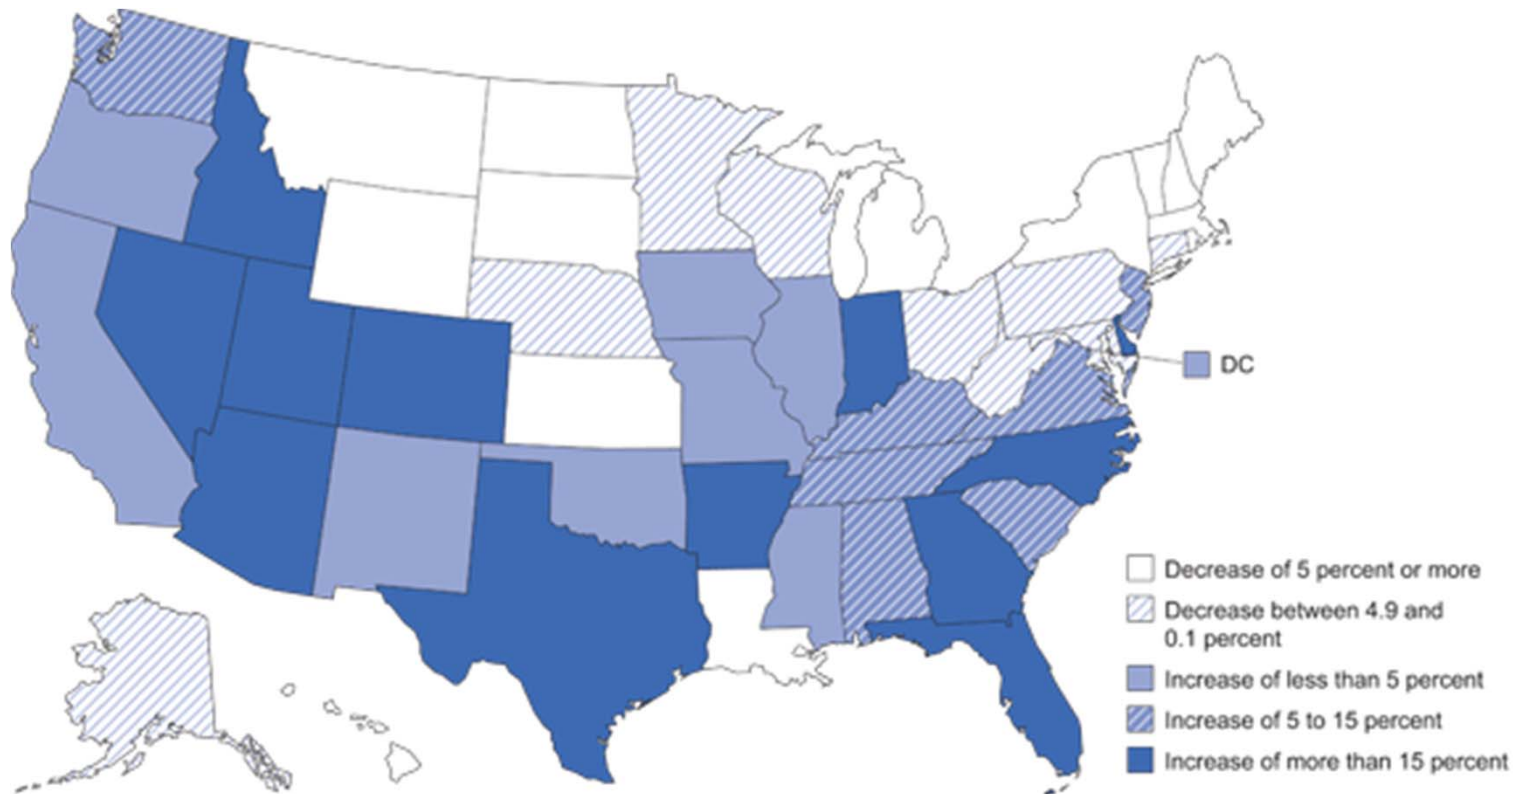 DC
Decrease of 5 percent or more
Decrease between 4.9 and
0.1 percent
Increase of less than 5 percent
Increase of 5 to 15 percent
Increase of more than 15 percent